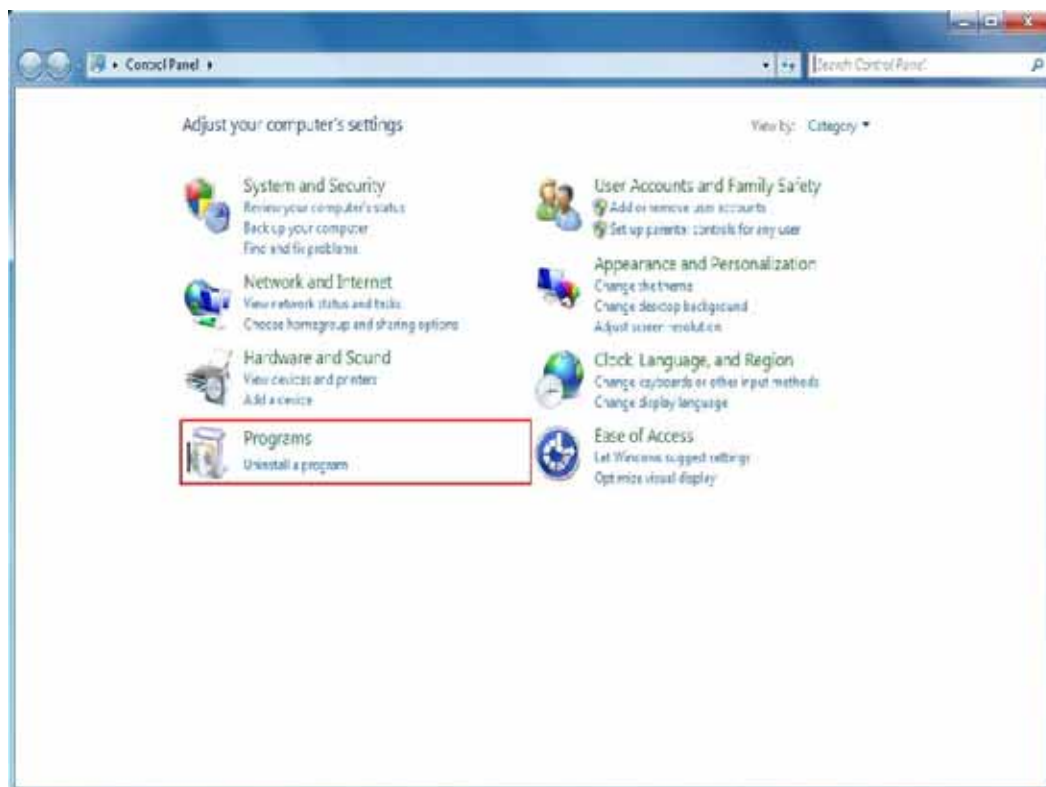 Control Panel
Search Control Panel
Adjust your computer's settings
View by: Category
System and Security
Review your computer's status
Back up your computer
Find and fix problems
Network and Internet
View network status and tasks
Choose homegroup and sharing options
Hardware and Sound
View devices and printers
Add a device
Programs
Uninstall a program
User Accounts and Family Safety
Add or remove user accounts
Set up parental controls for any user
Appearance and Personalization
Change the theme
Change desktop background
Adjust screen resolution
Clock, Language, and Region
Change keyboards or other input methods
Change display language
Ease of Access
Let Windows suggest settings
Optimize visual display